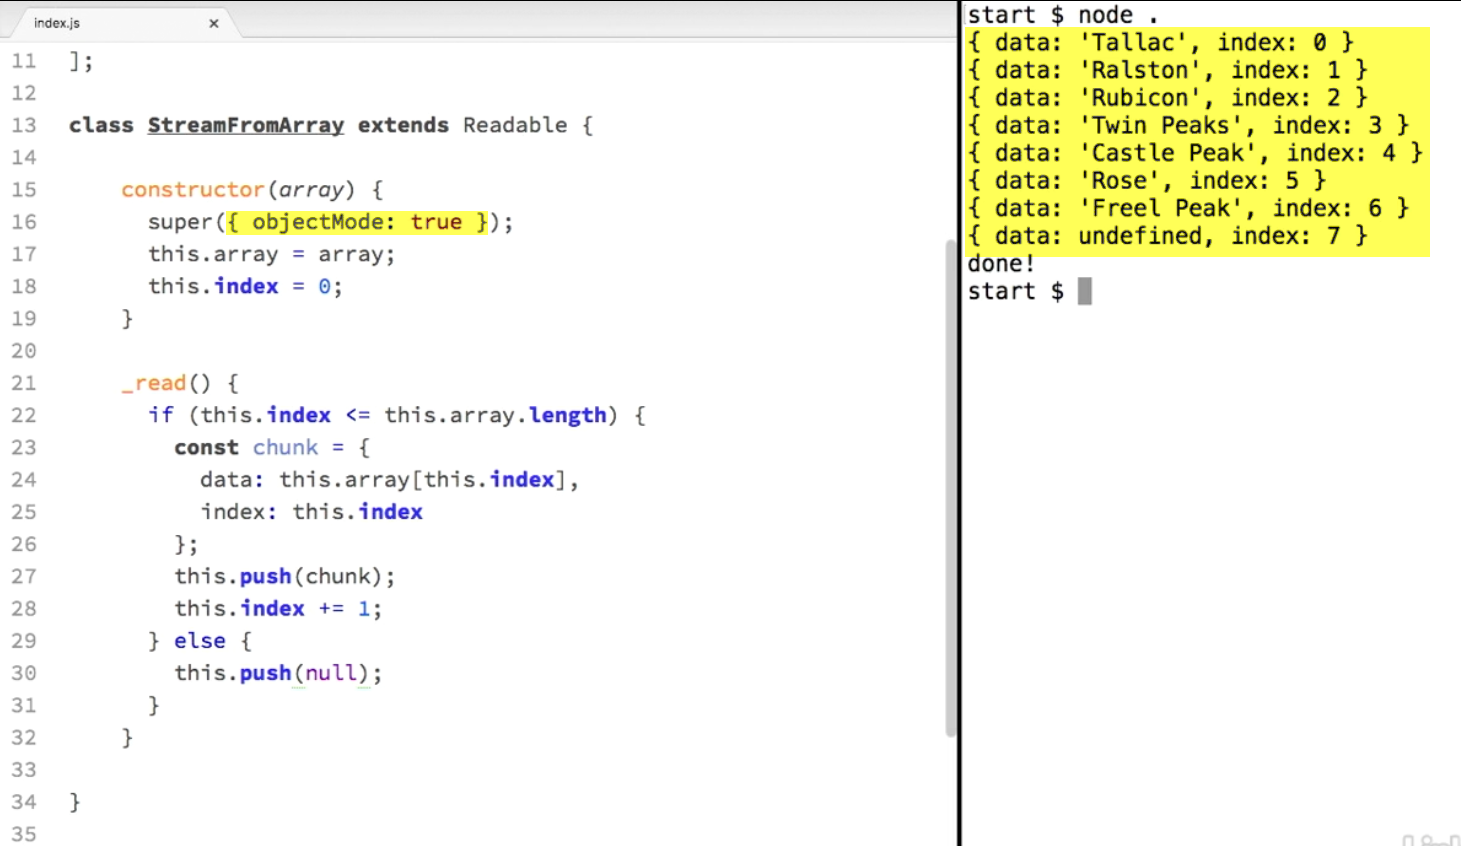 index.js ×
11 ];
12
13 class StreamFromArray extends Readable {
14
15 constructor(array) {
16 super({ objectMode: true });
17 this.array = array;
18 this.index = 0;
19 }
20
21 _read() {
22 if (this.index <= this.array.length) {
23 const chunk = {
24 data: this.array[this.index],
25 index: this.index
26 };
27 this.push(chunk);
28 this.index += 1;
29 } else {
30 this.push(null);
31 }
32 }
33
34 }
35
start $ node .
{ data: 'Tallac', index: 0 }
{ data: 'Ralston', index: 1 }
{ data: 'Rubicon', index: 2 }
{ data: 'Twin Peaks', index: 3 }
{ data: 'Castle Peak', index: 4 }
{ data: 'Rose', index: 5 }
{ data: 'Freel Peak', index: 6 }
{ data: undefined, index: 7 }
done!
start $